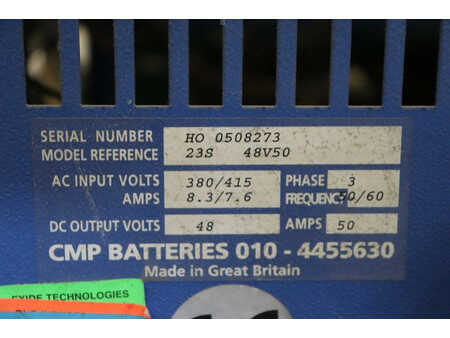 SERIAL NUMBER HO 0508273
MODEL REFERENCE 23S 48V50
AC INPUT VOLTS 380/415 PHASE 3
AMPS 8.3/7.6 FREQUENCY 50/60
DC OUTPUT VOLTS 48 AMPS 50
CMP BATTERIES 010 - 4455630
Made in Great Britain
EXIDE TECHNOLOGIES